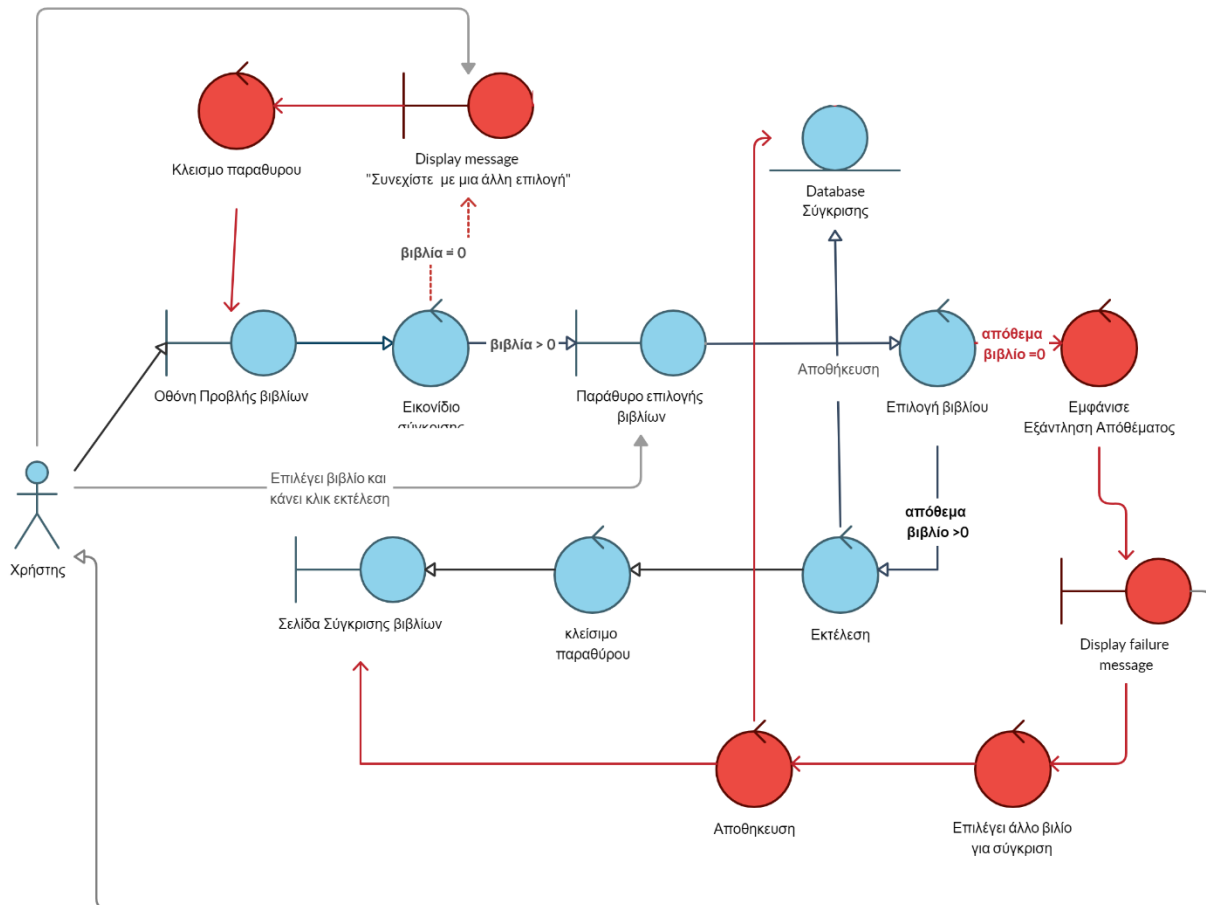 Κλεισμο παραθυρου
Display message
"Συνεχίστε με μια άλλη επιλογή"
Database
Σύγκρισης
βιβλία = 0
Οθόνη Προβλής βιβλίων
Εικονίδιο
σύγκρισης
βιβλία > 0
Παράθυρο επιλογής
βιβλίων
Αποθήκευση
Επιλογή βιβλίου
απόθεμα
βιβλίο =0
Εμφάνισε
Εξάντληση Απόθέματος
Χρήστης
Επιλέγει βιβλίο και
κάνει κλικ εκτέλεση
απόθεμα
βιβλίο >0
Σελίδα Σύγκρισης βιβλίων
κλείσιμο
παραθύρου
Εκτέλεση
Display failure
message
Αποθηκευση
Επιλέγει άλλο βιλίο
για σύγκριση